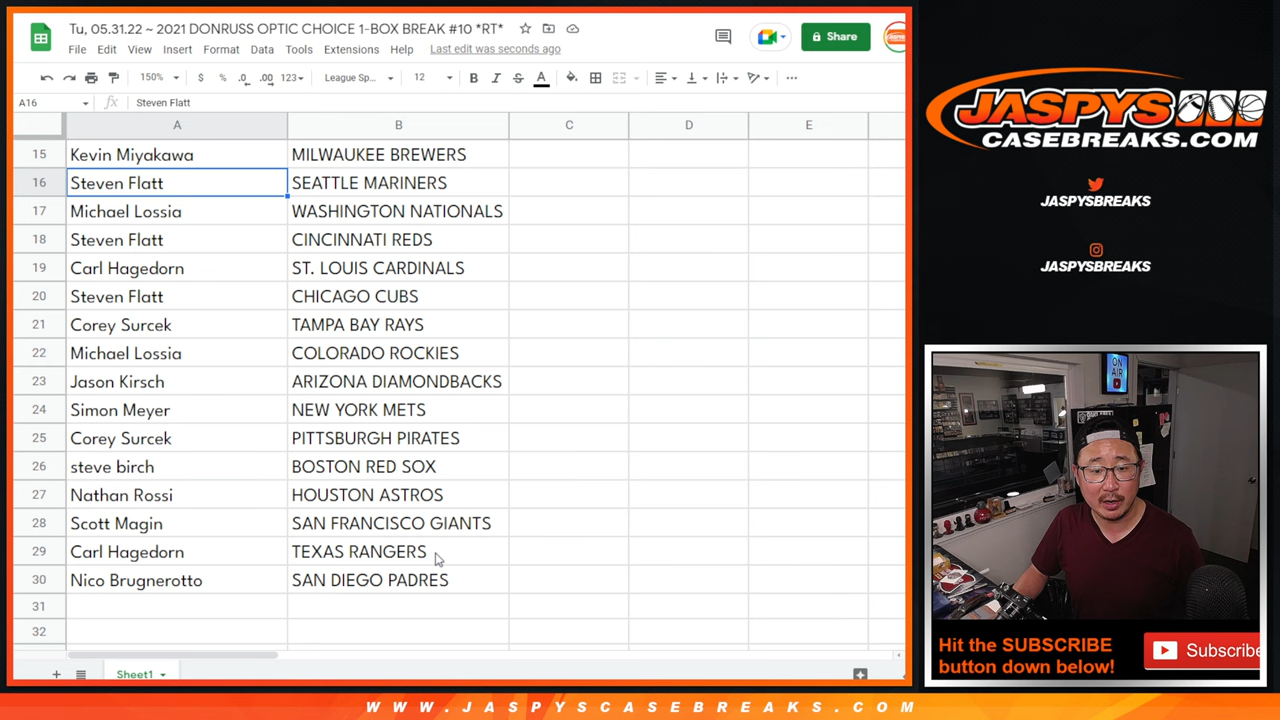 Tu, 05.31.22 ~ 2021 DONRUSS OPTIC CHOICE 1-BOX BREAK #10 *RT*
File Edit View Insert Format Data Tools Extensions Help Last edit was seconds ago
Share
150% $ % .0 .00 123 League Sp... 12 B I S A
A16 fx Steven Flatt
A B C D E
15 Kevin Miyakawa MILWAUKEE BREWERS
16 Steven Flatt SEATTLE MARINERS
17 Michael Lossia WASHINGTON NATIONALS
18 Steven Flatt CINCINNATI REDS
19 Carl Hagedorn ST. LOUIS CARDINALS
20 Steven Flatt CHICAGO CUBS
21 Corey Surcek TAMPA BAY RAYS
22 Michael Lossia COLORADO ROCKIES
23 Jason Kirsch ARIZONA DIAMONDBACKS
24 Simon Meyer NEW YORK METS
25 Corey Surcek PITTSBURGH PIRATES
26 steve birch BOSTON RED SOX
27 Nathan Rossi HOUSTON ASTROS
28 Scott Magin SAN FRANCISCO GIANTS
29 Carl Hagedorn TEXAS RANGERS
30 Nico Brugnerotto SAN DIEGO PADRES
31
32
Sheet1
JASPYS
CASEBREAKS.COM
JASPYSBREAKS
JASPYSBREAKS
ON
AIR
Hit the SUBSCRIBE
button down below!
Subscribe
WWW.JASPYSCASEBREAKS.COM